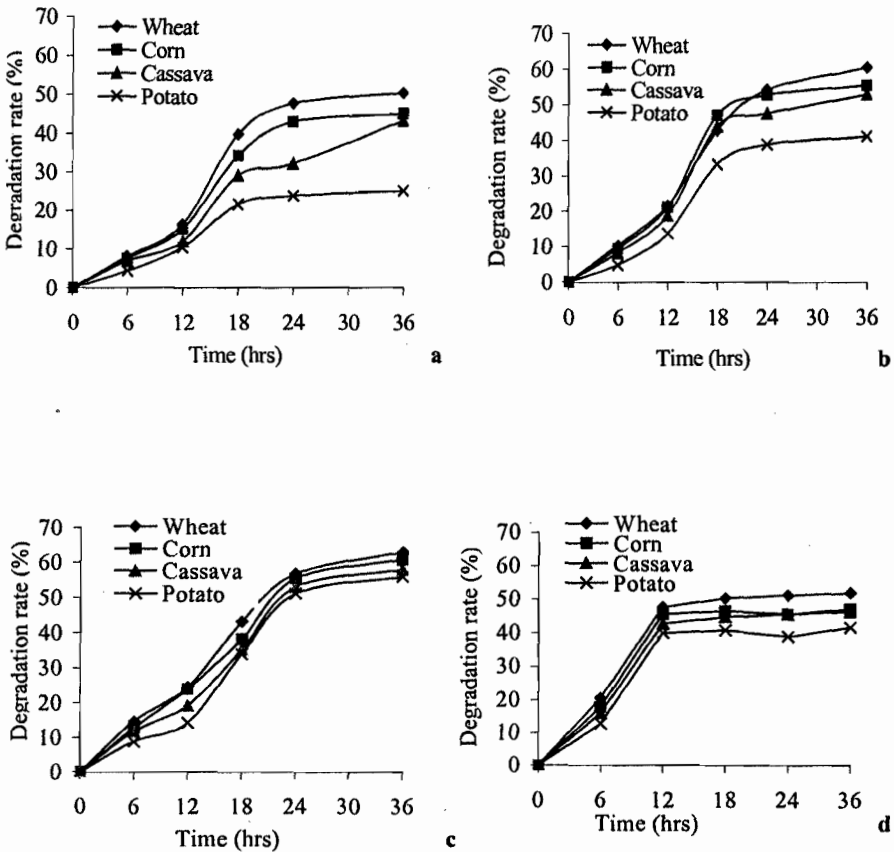 70
60
50
40
30
20
10
0
Degradation rate (%)
Wheat
Corn
Cassava
Potato
0 6 12 18 24 30 36
Time (hrs)
a
70
60
50
40
30
20
10
0
Degradation rate (%)
Wheat
Corn
Cassava
Potato
0 6 12 18 24 30 36
Time (hrs)
b
70
60
50
40
30
20
10
0
Degradation rate (%)
Wheat
Corn
Cassava
Potato
0 6 12 18 24 30 36
Time (hrs)
c
70
60
50
40
30
20
10
0
Degradation rate (%)
Wheat
Corn
Cassava
Potato
0 6 12 18 24 36
Time (hrs)
d